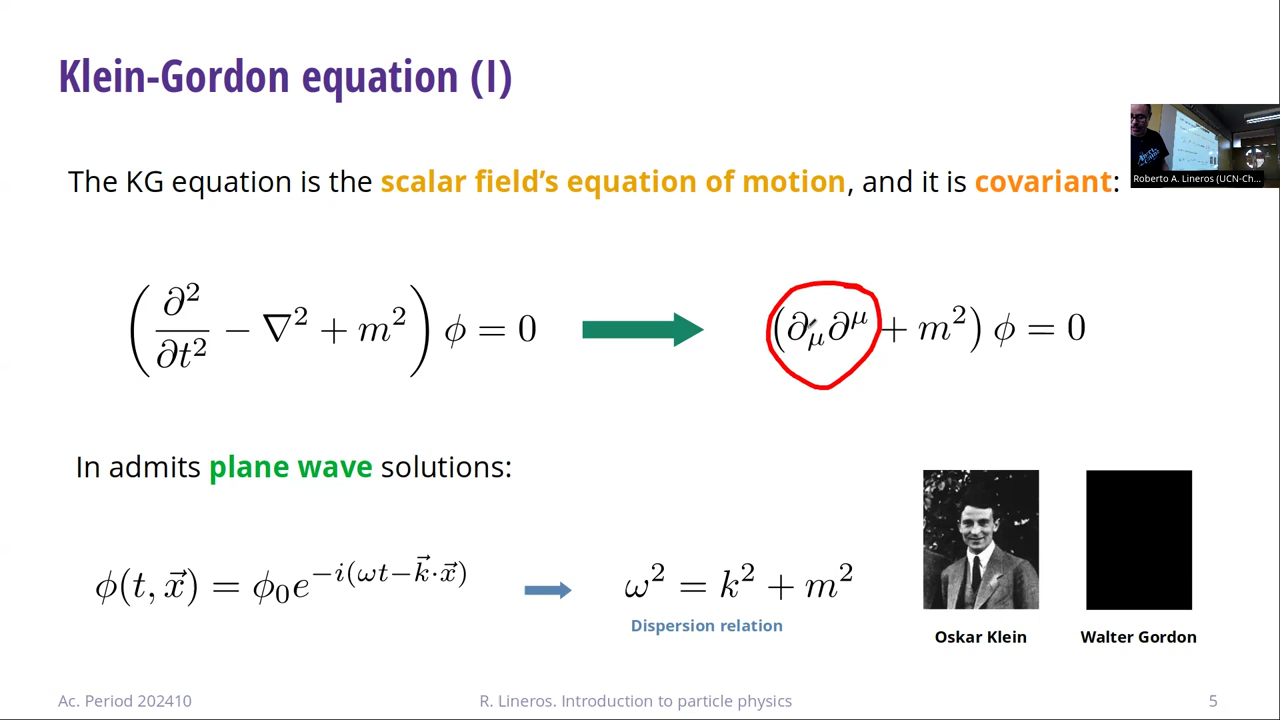 Klein-Gordon equation (I)
Roberto A. Lineros (UCN-Ch...
The KG equation is the scalar field's equation of motion, and it is covariant:
(∂²/∂t² − ∇² + m²) ϕ = 0
(∂_μ∂^μ + m²) ϕ = 0
In admits plane wave solutions:
ϕ(t, x⃗) = ϕ₀e^{−i(ωt−k⃗·x⃗)}
ω² = k² + m²
Dispersion relation
Oskar Klein
Walter Gordon
Ac. Period 202410
R. Lineros. Introduction to particle physics
5